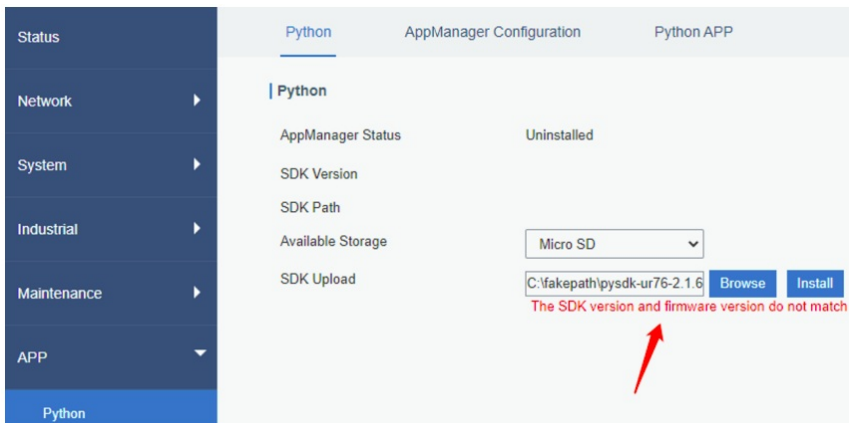 Status
Network
System
Industrial
Maintenance
APP
Python
Python AppManager Configuration Python APP
Python
AppManager Status Uninstalled
SDK Version
SDK Path
Available Storage Micro SD
SDK Upload C:\fakepath\pysdk-ur76-2.1.6 Browse Install
The SDK version and firmware version do not match